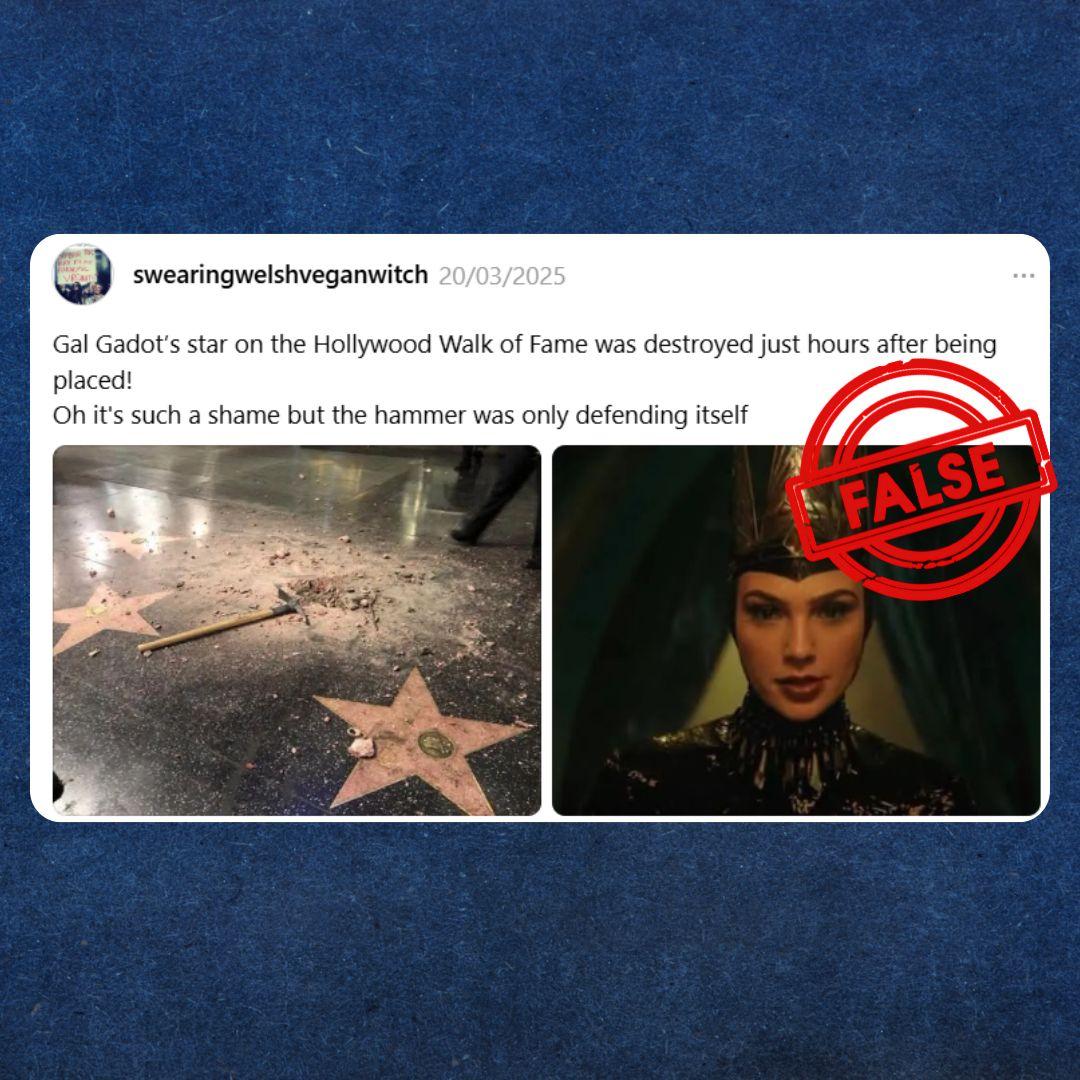 swearingwelshveganwitch 20/03/2025
Gal Gadot’s star on the Hollywood Walk of Fame was destroyed just hours after being
placed!
Oh it's such a shame but the hammer was only defending itself
FALSE